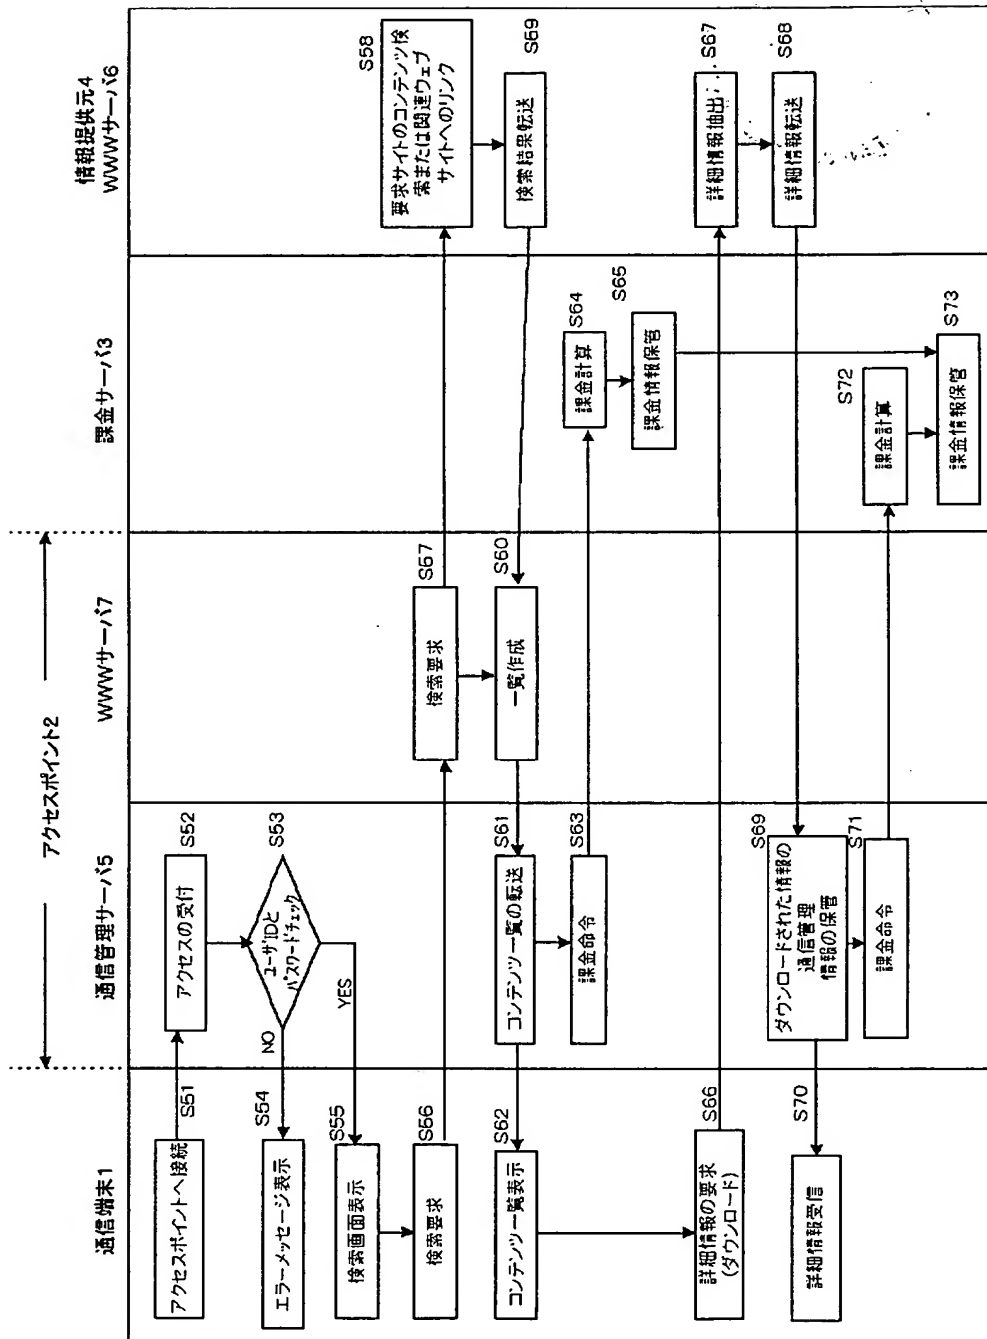 アクセスポイント2
通信端末1
通信管理サーバ5
WWWサーバ7
課金サーバ3
情報提供元4
WWWサーバ6
アクセスポイントへ接続
S51
アクセスの受付
S52
ユーザIDと
パスワードチェック
S53
NO
YES
エラーメッセージ表示
S54
検索画面表示
S55
検索要求
S56
検索要求
S67
要求サイトのコンテンツ検
索または関連ウェブ
サイトへのリンク
S58
検索結果転送
S69
一覧作成
S60
コンテンツ一覧の転送
S61
コンテンツ一覧表示
S62
課金命令
S63
課金計算
S64
課金情報保管
S65
詳細情報の要求
(ダウンロード)
S66
詳細情報抽出
S67
詳細情報転送
S68
ダウンロードされた情報の
通信管理
情報の保管
S69
詳細情報受信
S70
課金命令
S71
課金計算
S72
課金情報保管
S73